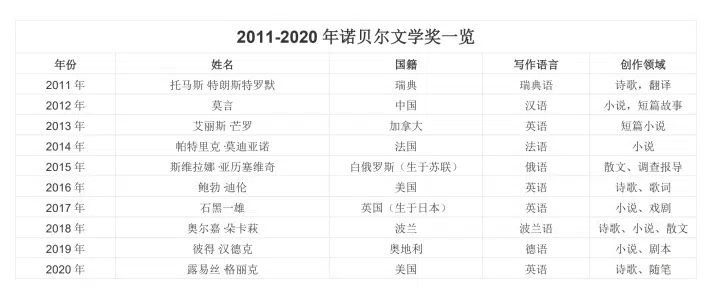 2011-2020 年诺贝尔文学奖一览
年份 姓名 国籍 写作语言 创作领域
2011 年 托马斯·特朗斯特罗默 瑞典 瑞典语 诗歌，翻译
2012 年 莫言 中国 汉语 小说，短篇故事
2013 年 艾丽斯·芒罗 加拿大 英语 短篇小说
2014 年 帕特里克·莫迪亚诺 法国 法语 小说
2015 年 斯维拉娜·亚历塞维奇 白俄罗斯（生于苏联） 俄语 散文、调查报导
2016 年 鲍勃·迪伦 美国 英语 诗歌、歌词
2017 年 石黑一雄 英国（生于日本） 英语 小说、戏剧
2018 年 奥尔嘉·朵卡萩 波兰 波兰语 诗歌、小说、散文
2019 年 彼得·汉德克 奥地利 德语 小说、剧本
2020 年 露易丝·格丽克 美国 英语 诗歌、随笔